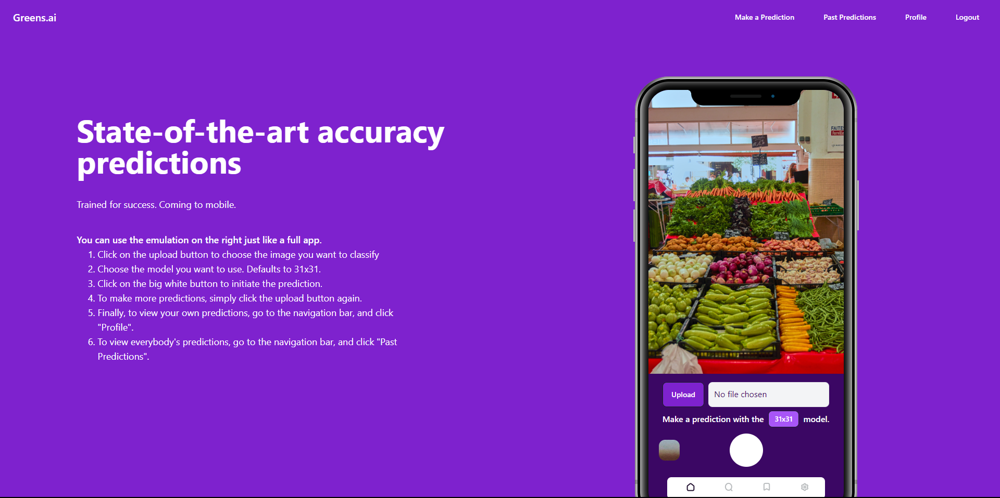 Greens.ai
Make a Prediction Past Predictions Profile Logout
State-of-the-art accuracy
predictions
Trained for success. Coming to mobile.
You can use the emulation on the right just like a full app.
1. Click on the upload button to choose the image you want to classify
2. Choose the model you want to use. Defaults to 31x31.
3. Click on the big white button to initiate the prediction.
4. To make more predictions, simply click the upload button again.
5. Finally, to view your own predictions, go to the navigation bar, and click
"Profile".
6. To view everybody's predictions, go to the navigation bar, and click "Past
Predictions".
FAITES
Forville
Upload No file chosen
Make a prediction with the 31x31 model.